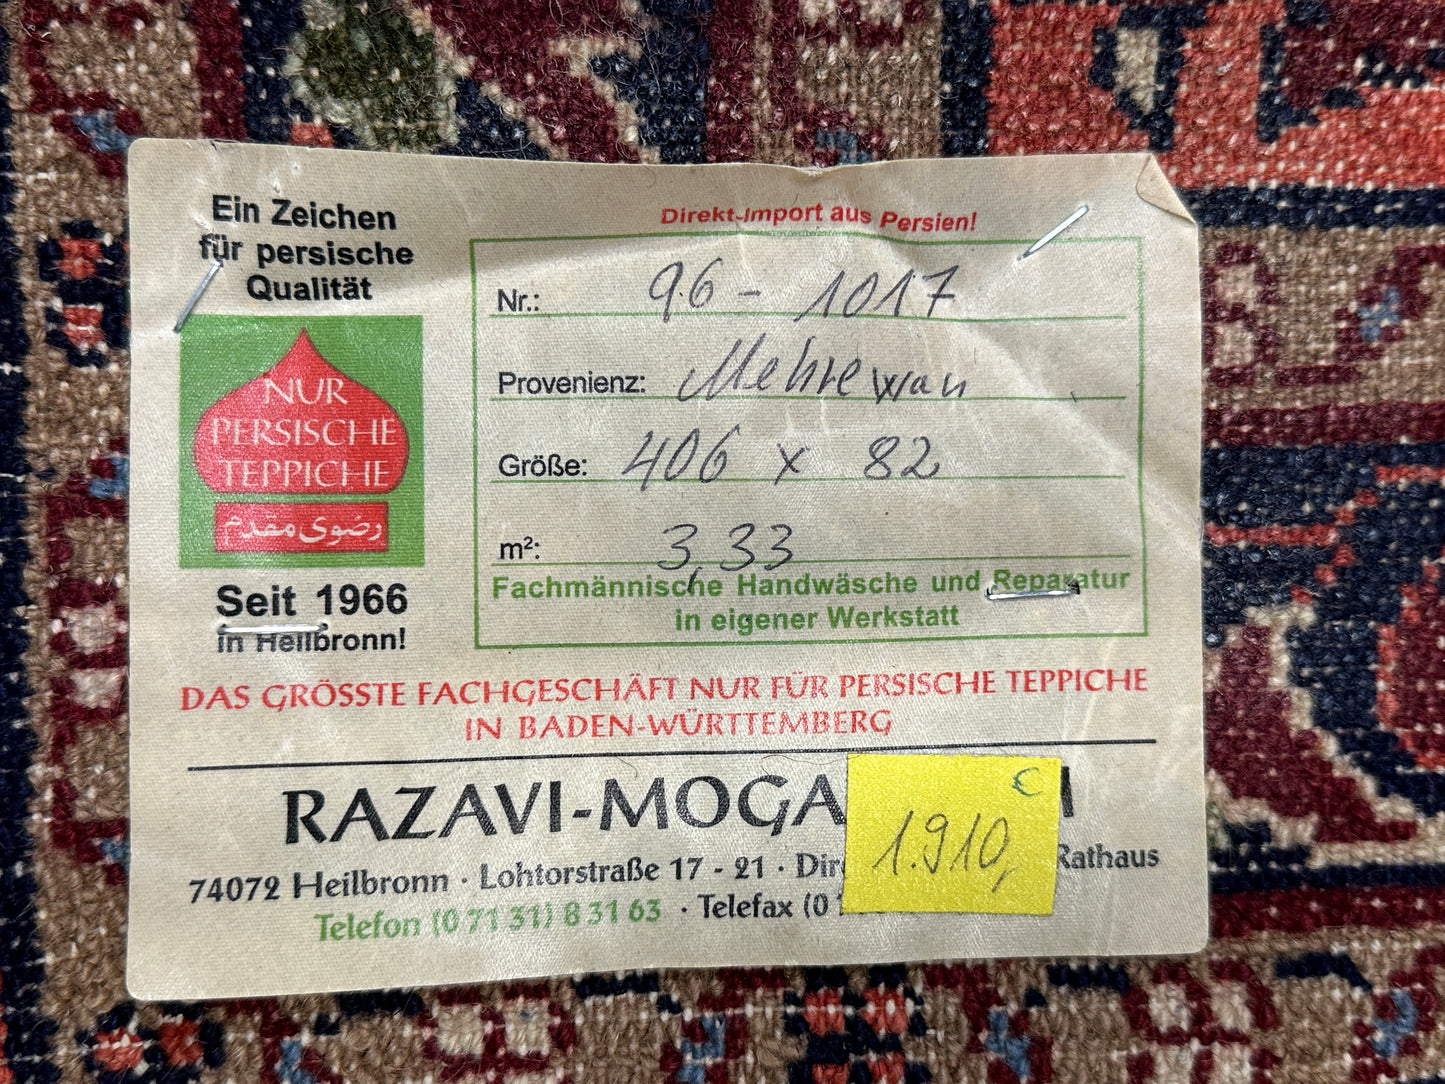 Ein Zeichen
für persische
Qualität
NUR
PERSISCHE
TEPPICHE
رضوی مقدم
Seit 1966
in Heilbronn!
Direkt-Import aus Persien!
Nr.: 96 - 1017
Provenienz: Mehrewan
Größe: 406 x 82
m²: 3,33
Fachmännische Handwäsche und Reparatur
in eigener Werkstatt
DAS GRÖSSTE FACHGESCHÄFT NUR FÜR PERSISCHE TEPPICHE
IN BADEN-WÜRTTEMBERG
RAZAVI-MOGA
€
1.910,
74072 Heilbronn · Lohtorstraße 17 - 21 · Dir Rathaus
Telefon (0 71 31) 8 31 63 · Telefax (0